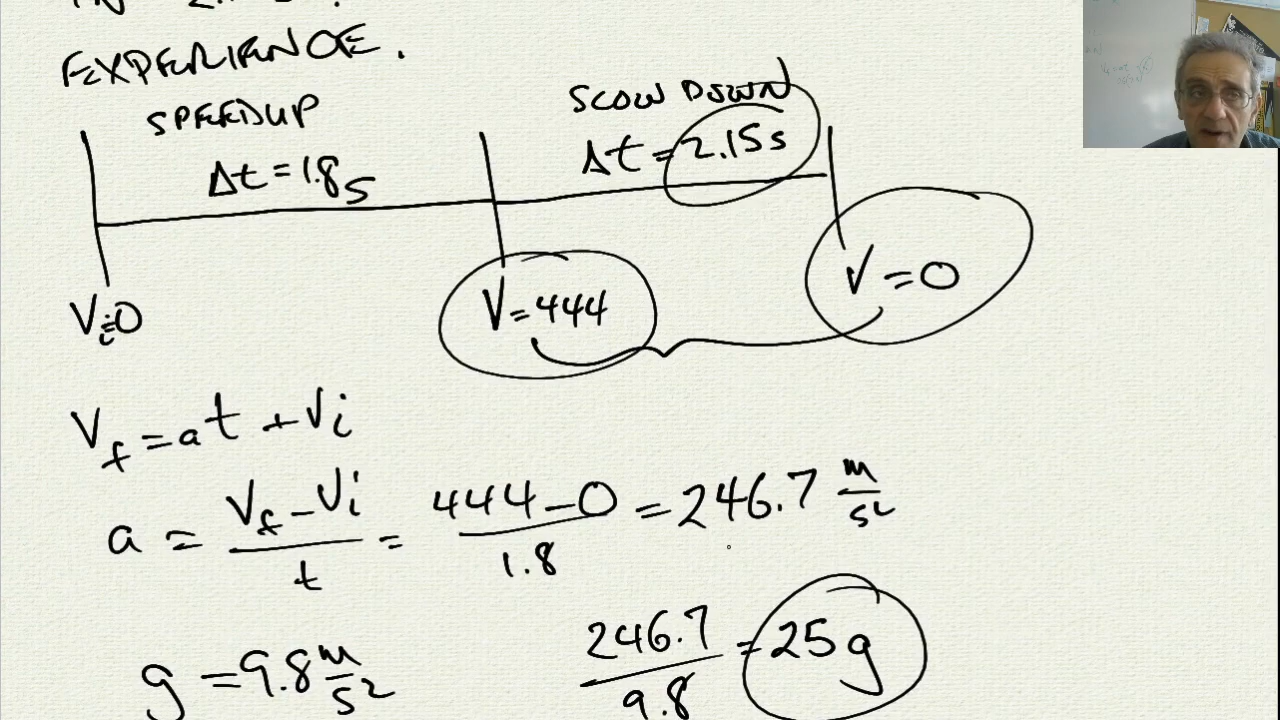 EXPERIENCE.
SPEEDUP
SLOW DOWN
Δt = 1.8s
Δt = 2.15s
Vi=0
V=444
V=0
Vf = at + Vi
a = (Vf - Vi)/t = (444-0)/1.8 = 246.7 m/s²
g = 9.8 m/s²
246.7/9.8 = 25g